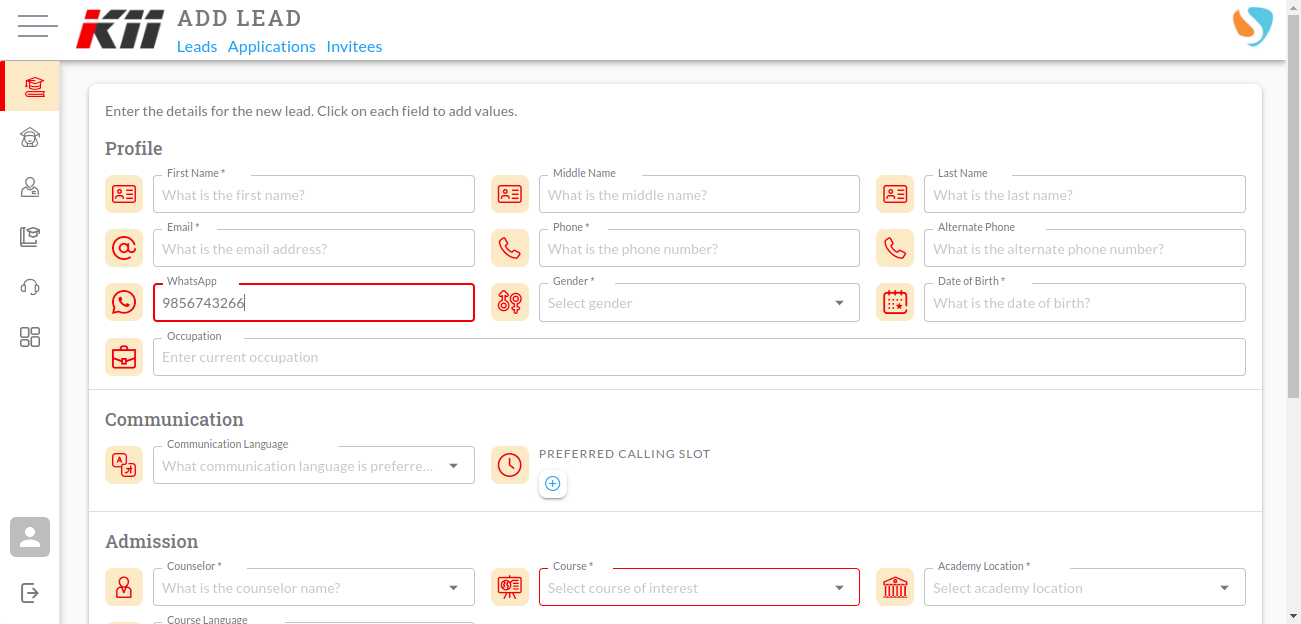 KII
ADD LEAD
Leads Applications Invitees
Enter the details for the new lead. Click on each field to add values.
Profile
First Name * Middle Name Last Name
What is the first name? What is the middle name? What is the last name?
Email * Phone * Alternate Phone
What is the email address? What is the phone number? What is the alternate phone number?
WhatsApp Gender * Date of Birth *
9856743266 Select gender What is the date of birth?
Occupation
Enter current occupation
Communication
Communication Language PREFERRED CALLING SLOT
What communication language is preferre...
Admission
Counselor * Course * Academy Location *
What is the counselor name? Select course of interest Select academy location
Course Language